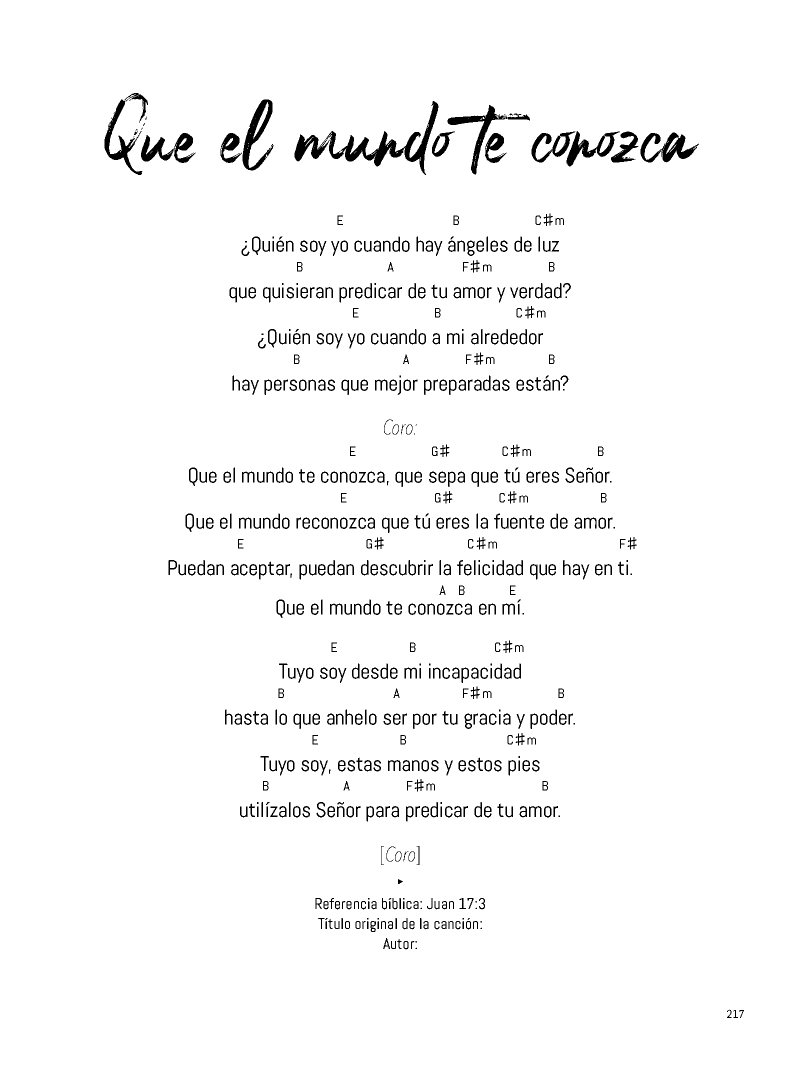 Que el mundo te conozca
E B C♯m
¿Quién soy yo cuando hay ángeles de luz
B A F♯m B
que quisieran predicar de tu amor y verdad?
E B C♯m
¿Quién soy yo cuando a mi alrededor
B A F♯m B
hay personas que mejor preparadas están?
Coro:
E G♯ C♯m B
Que el mundo te conozca, que sepa que tú eres Señor.
E G♯ C♯m B
Que el mundo reconozca que tú eres la fuente de amor.
E G♯ C♯m F♯
Puedan aceptar, puedan descubrir la felicidad que hay en ti.
A B E
Que el mundo te conozca en mí.
E B C♯m
Tuyo soy desde mi incapacidad
B A F♯m B
hasta lo que anhelo ser por tu gracia y poder.
E B C♯m
Tuyo soy, estas manos y estos pies
B A F♯m B
utilízalos Señor para predicar de tu amor.
[Coro]
Referencia bíblica: Juan 17:3
Título original de la canción:
Autor:
217